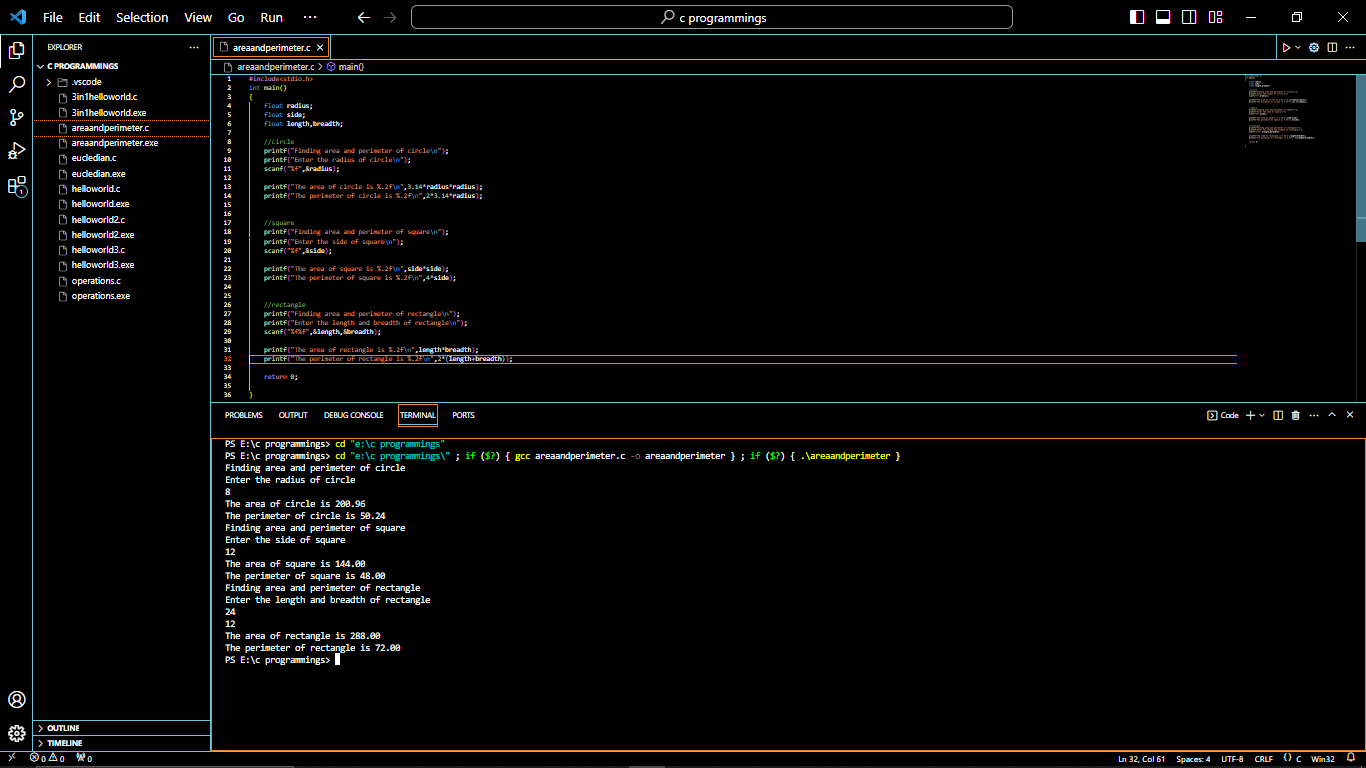 File Edit Selection View Go Run ··· c programmings
EXPLORER ···
C PROGRAMMINGS
.vscode
3in1helloworld.c
3in1helloworld.exe
areaandperimeter.c
areaandperimeter.exe
eucledian.c
eucledian.exe
helloworld.c
helloworld.exe
helloworld2.c
helloworld2.exe
helloworld3.c
helloworld3.exe
operations.c
operations.exe
OUTLINE
TIMELINE
1
areaandperimeter.c
areaandperimeter.c > main()
1 #include<stdio.h>
2 int main()
3 {
4 float radius;
5 float side;
6 float length,breadth;
7
8 //circle
9 printf("Finding area and perimeter of circle\n");
10 printf("Enter the radius of circle\n");
11 scanf("%f",&radius);
12
13 printf("The area of circle is %.2f\n",3.14*radius*radius);
14 printf("The perimeter of circle is %.2f\n",2*3.14*radius);
15
16
17 //square
18 printf("Finding area and perimeter of square\n");
19 printf("Enter the side of square\n");
20 scanf("%f",&side);
21
22 printf("The area of square is %.2f\n",side*side);
23 printf("The perimeter of square is %.2f\n",4*side);
24
25
26 //rectangle
27 printf("Finding area and perimeter of rectangle\n");
28 printf("Enter the length and breadth of rectangle\n");
29 scanf("%f%f",&length,&breadth);
30
31 printf("The area of rectangle is %.2f\n",length*breadth);
32 printf("The perimeter of rectangle is %.2f\n",2*(length+breadth));
33
34 return 0;
35
36 }
PROBLEMS OUTPUT DEBUG CONSOLE TERMINAL PORTS Code
PS E:\c programmings> cd "e:\c programmings"
PS E:\c programmings> cd "e:\c programmings\" ; if ($?) { gcc areaandperimeter.c -o areaandperimeter } ; if ($?) { .\areaandperimeter }
Finding area and perimeter of circle
Enter the radius of circle
8
The area of circle is 200.96
The perimeter of circle is 50.24
Finding area and perimeter of square
Enter the side of square
12
The area of square is 144.00
The perimeter of square is 48.00
Finding area and perimeter of rectangle
Enter the length and breadth of rectangle
24
12
The area of rectangle is 288.00
The perimeter of rectangle is 72.00
PS E:\c programmings>
0 0 0 Ln 32, Col 61 Spaces: 4 UTF-8 CRLF {} C Win32